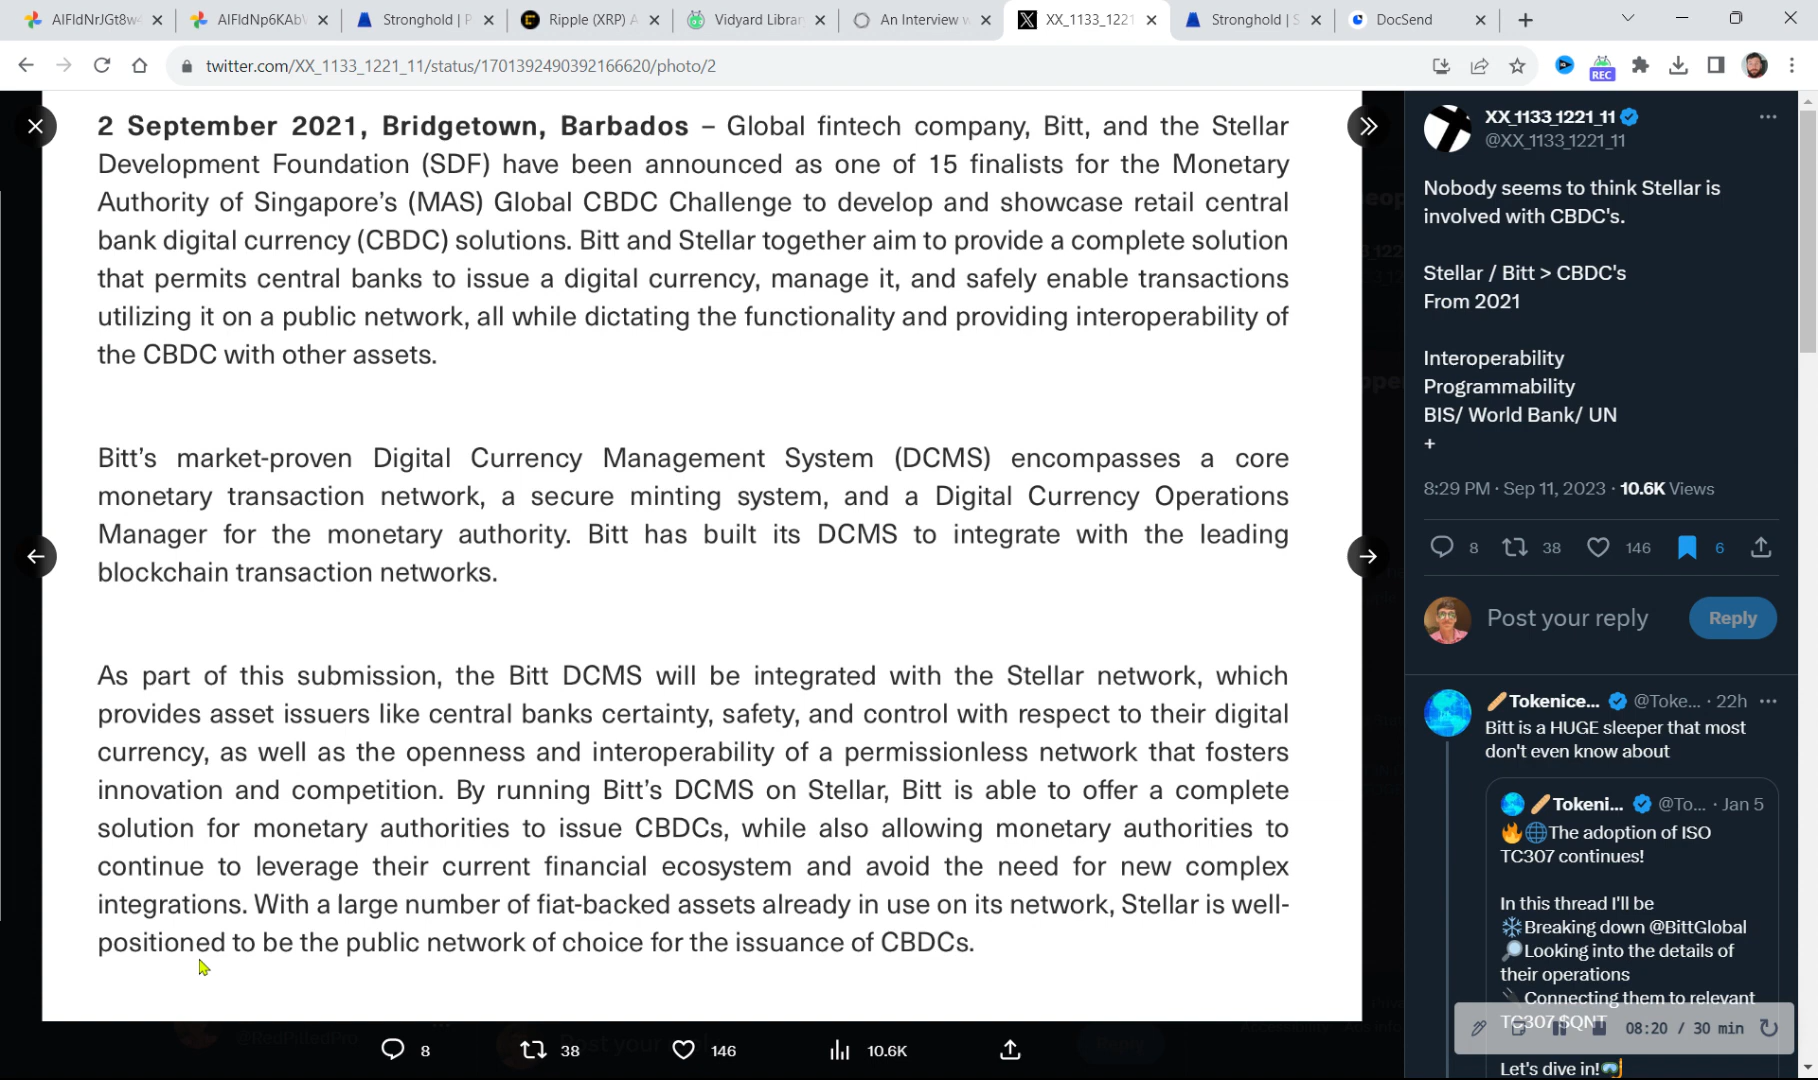 AIFIdNrJGt8w
AIFIdNp6KAb
Stronghold | P
Ripple (XRP) A
Vidyard Librar
An Interview w
XX_1133_1221
Stronghold | S
DocSend
twitter.com/XX_1133_1221_11/status/1701392490392166620/photo/2
REC
2 September 2021, Bridgetown, Barbados – Global fintech company, Bitt, and the Stellar
Development Foundation (SDF) have been announced as one of 15 finalists for the Monetary
Authority of Singapore’s (MAS) Global CBDC Challenge to develop and showcase retail central
bank digital currency (CBDC) solutions. Bitt and Stellar together aim to provide a complete solution
that permits central banks to issue a digital currency, manage it, and safely enable transactions
utilizing it on a public network, all while dictating the functionality and providing interoperability of
the CBDC with other assets.
Bitt’s market-proven Digital Currency Management System (DCMS) encompasses a core
monetary transaction network, a secure minting system, and a Digital Currency Operations
Manager for the monetary authority. Bitt has built its DCMS to integrate with the leading
blockchain transaction networks.
As part of this submission, the Bitt DCMS will be integrated with the Stellar network, which
provides asset issuers like central banks certainty, safety, and control with respect to their digital
currency, as well as the openness and interoperability of a permissionless network that fosters
innovation and competition. By running Bitt’s DCMS on Stellar, Bitt is able to offer a complete
solution for monetary authorities to issue CBDCs, while also allowing monetary authorities to
continue to leverage their current financial ecosystem and avoid the need for new complex
integrations. With a large number of fiat-backed assets already in use on its network, Stellar is well-
positioned to be the public network of choice for the issuance of CBDCs.
@RedPilledPro
Post your reply
8
38
146
10.6K
XX_1133_1221_11
@XX_1133_1221_11
Nobody seems to think Stellar is
involved with CBDC's.
Stellar / Bitt > CBDC's
From 2021
Interoperability
Programmability
BIS/ World Bank/ UN
+
8:29 PM · Sep 11, 2023 · 10.6K Views
8
38
146
6
Post your reply
Reply
Tokenice... @Toke... · 22h
Bitt is a HUGE sleeper that most
don't even know about
Tokeni... @To... · Jan 5
The adoption of ISO
TC307 continues!
In this thread I'll be
Breaking down @BittGlobal
Looking into the details of
their operations
Connecting them to relevant
TC307 $QNT
08:20 / 30 min
Let's dive in!